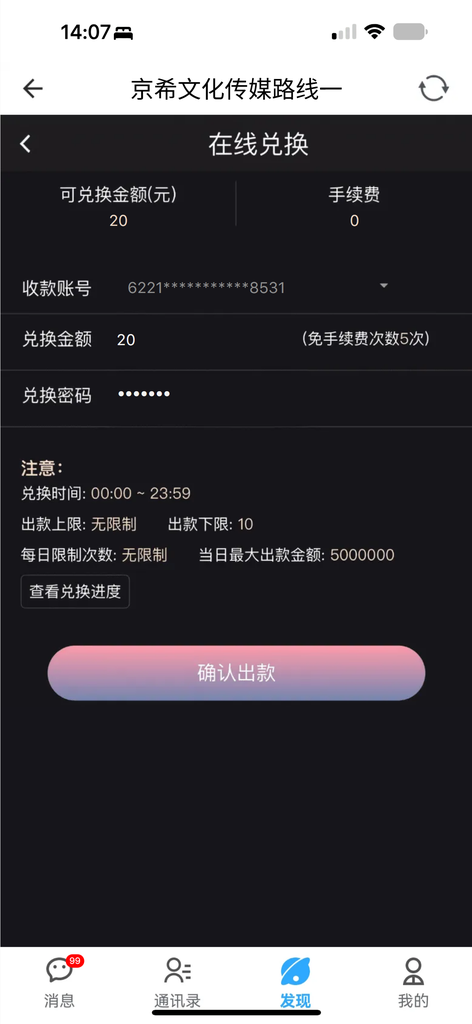 14:07
京希文化传媒路线一
在线兑换
可兑换金额(元) 手续费
20 0
收款账号 6221***********8531
兑换金额 20 (免手续费次数5次)
兑换密码 •••••••
注意:
兑换时间: 00:00 ~ 23:59
出款上限: 无限制 出款下限: 10
每日限制次数: 无限制 当日最大出款金额: 5000000
查看兑换进度
确认出款
99
消息 通讯录 发现 我的